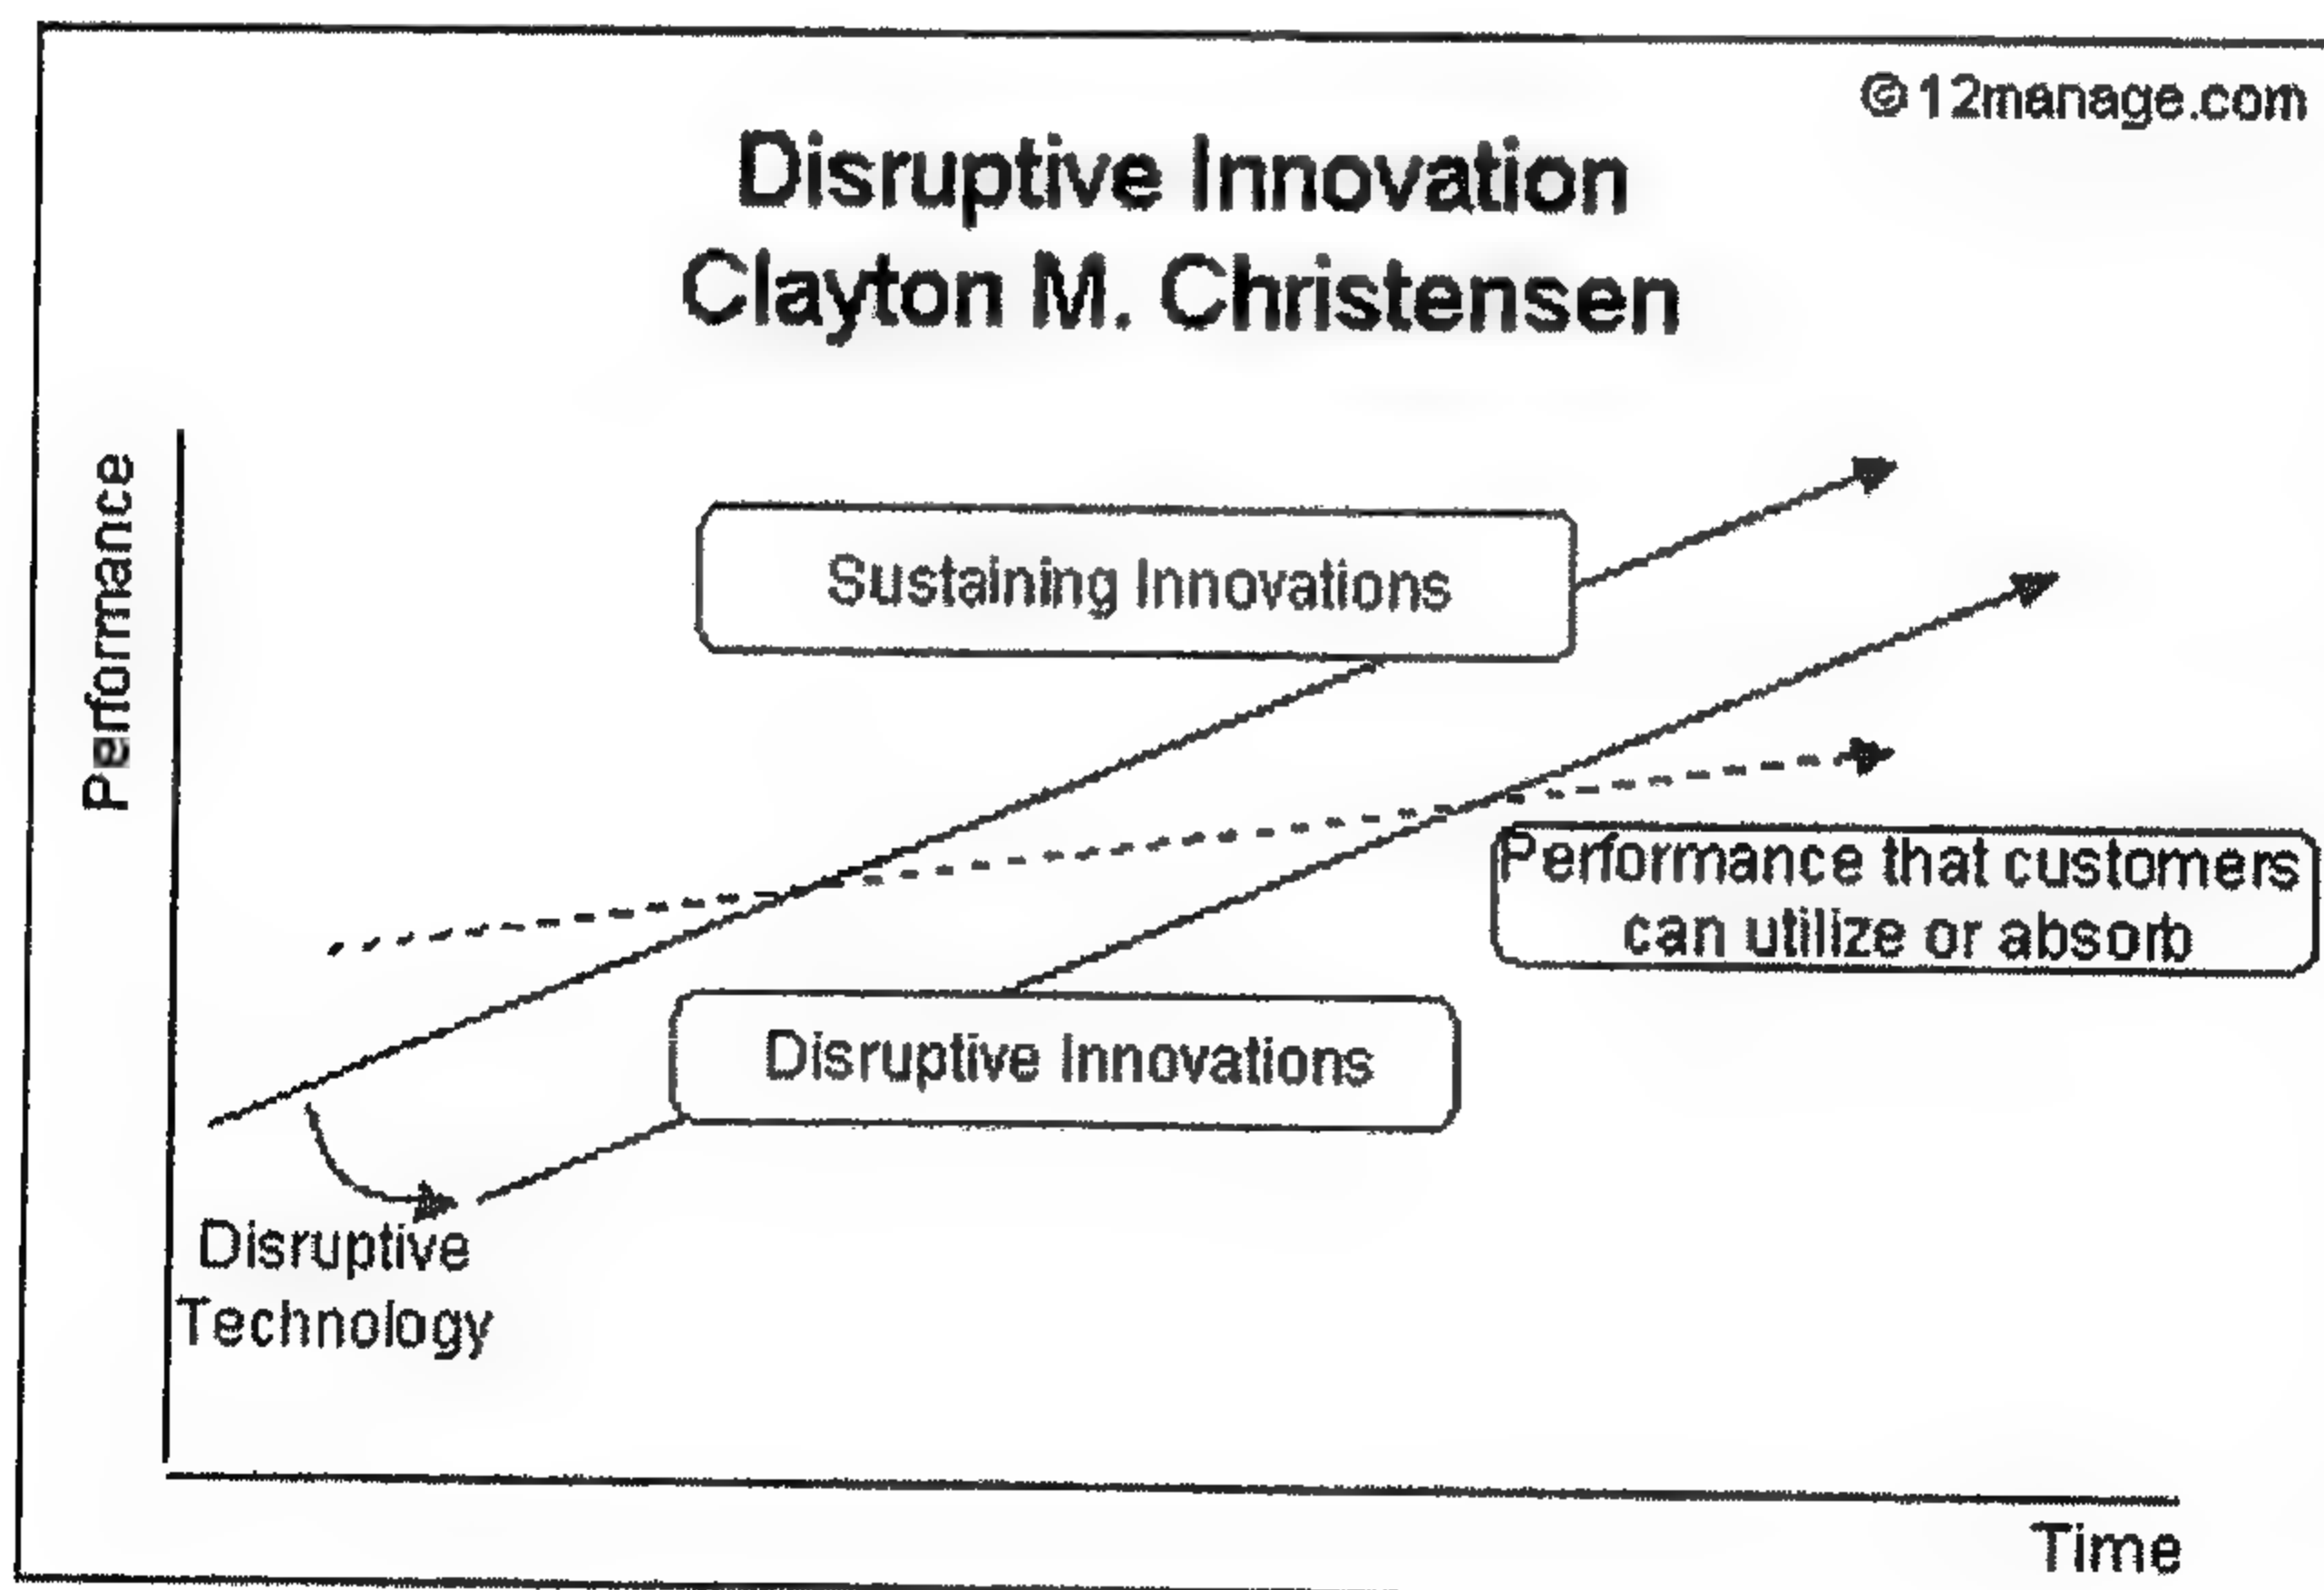 ©12manage.com
Disruptive Innovation
Clayton M. Christensen
Performance
Sustaining Innovations
Performance that customers
can utilize or absorb
Disruptive Innovations
Disruptive
Technology
Time